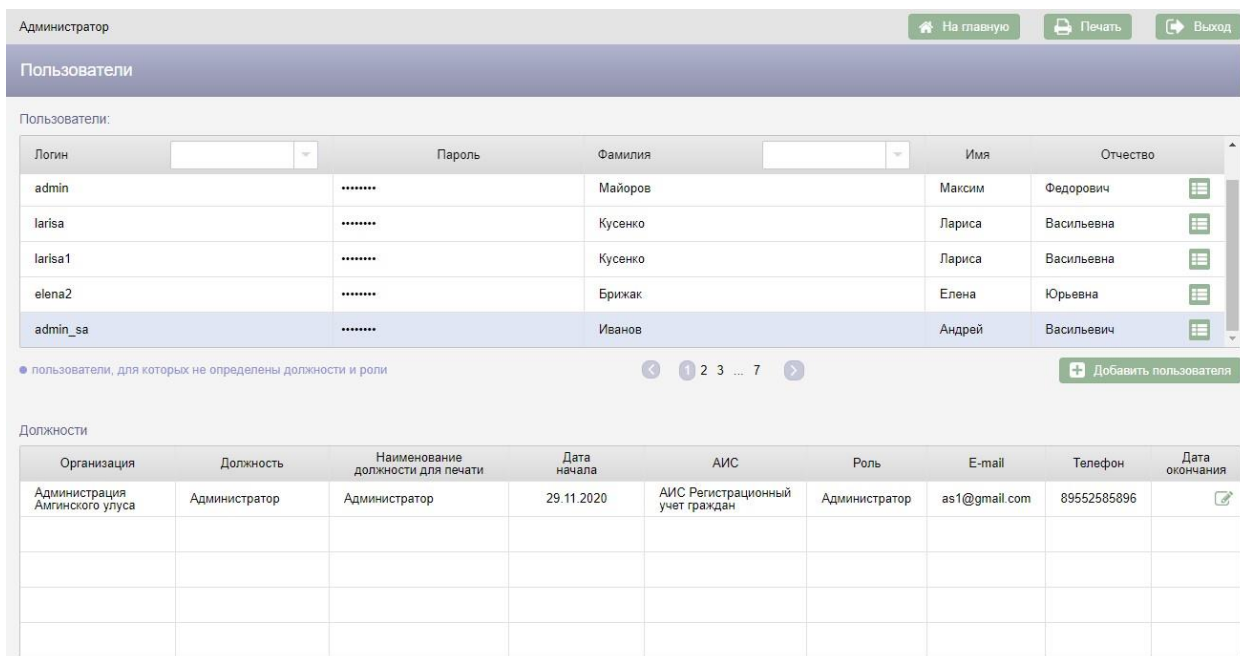 Администратор На главную Печать Выход
Пользователи
Пользователи:
Логин Пароль Фамилия Имя Отчество
admin •••••••• Майоров Максим Федорович
larisa •••••••• Кусенко Лариса Васильевна
larisa1 •••••••• Кусенко Лариса Васильевна
elena2 •••••••• Брижак Елена Юрьевна
admin_sa •••••••• Иванов Андрей Васильевич
пользователи, для которых не определены должности и роли 1 2 3 ... 7 Добавить пользователя
Должности
Организация Должность Наименование должности для печати Дата начала АИС Роль E-mail Телефон Дата окончания
Администрация Амгинского улуса Администратор Администратор 29.11.2020 АИС Регистрационный учет граждан Администратор as1@gmail.com 89552585896